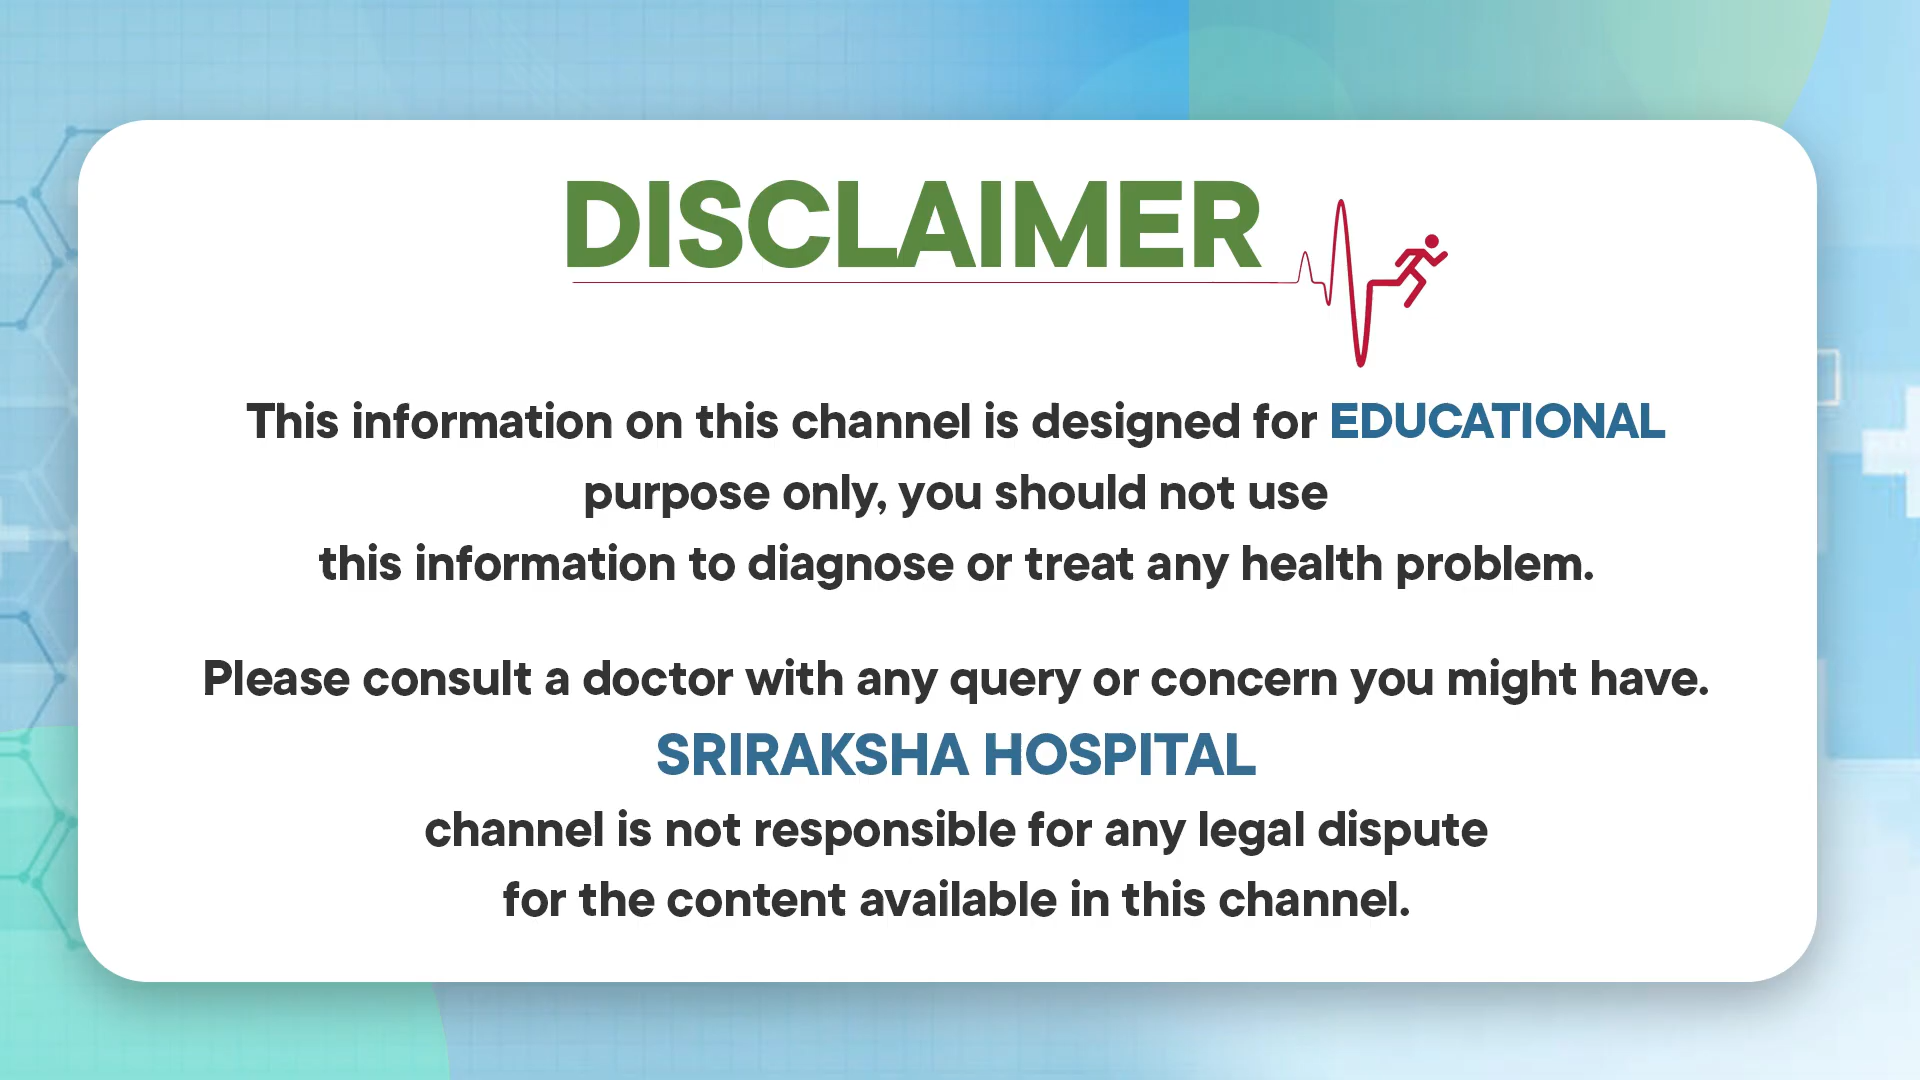 DISCLAIMER
This information on this channel is designed for EDUCATIONAL
purpose only, you should not use
this information to diagnose or treat any health problem.
Please consult a doctor with any query or concern you might have.
SRIRAKSHA HOSPITAL
channel is not responsible for any legal dispute
for the content available in this channel.